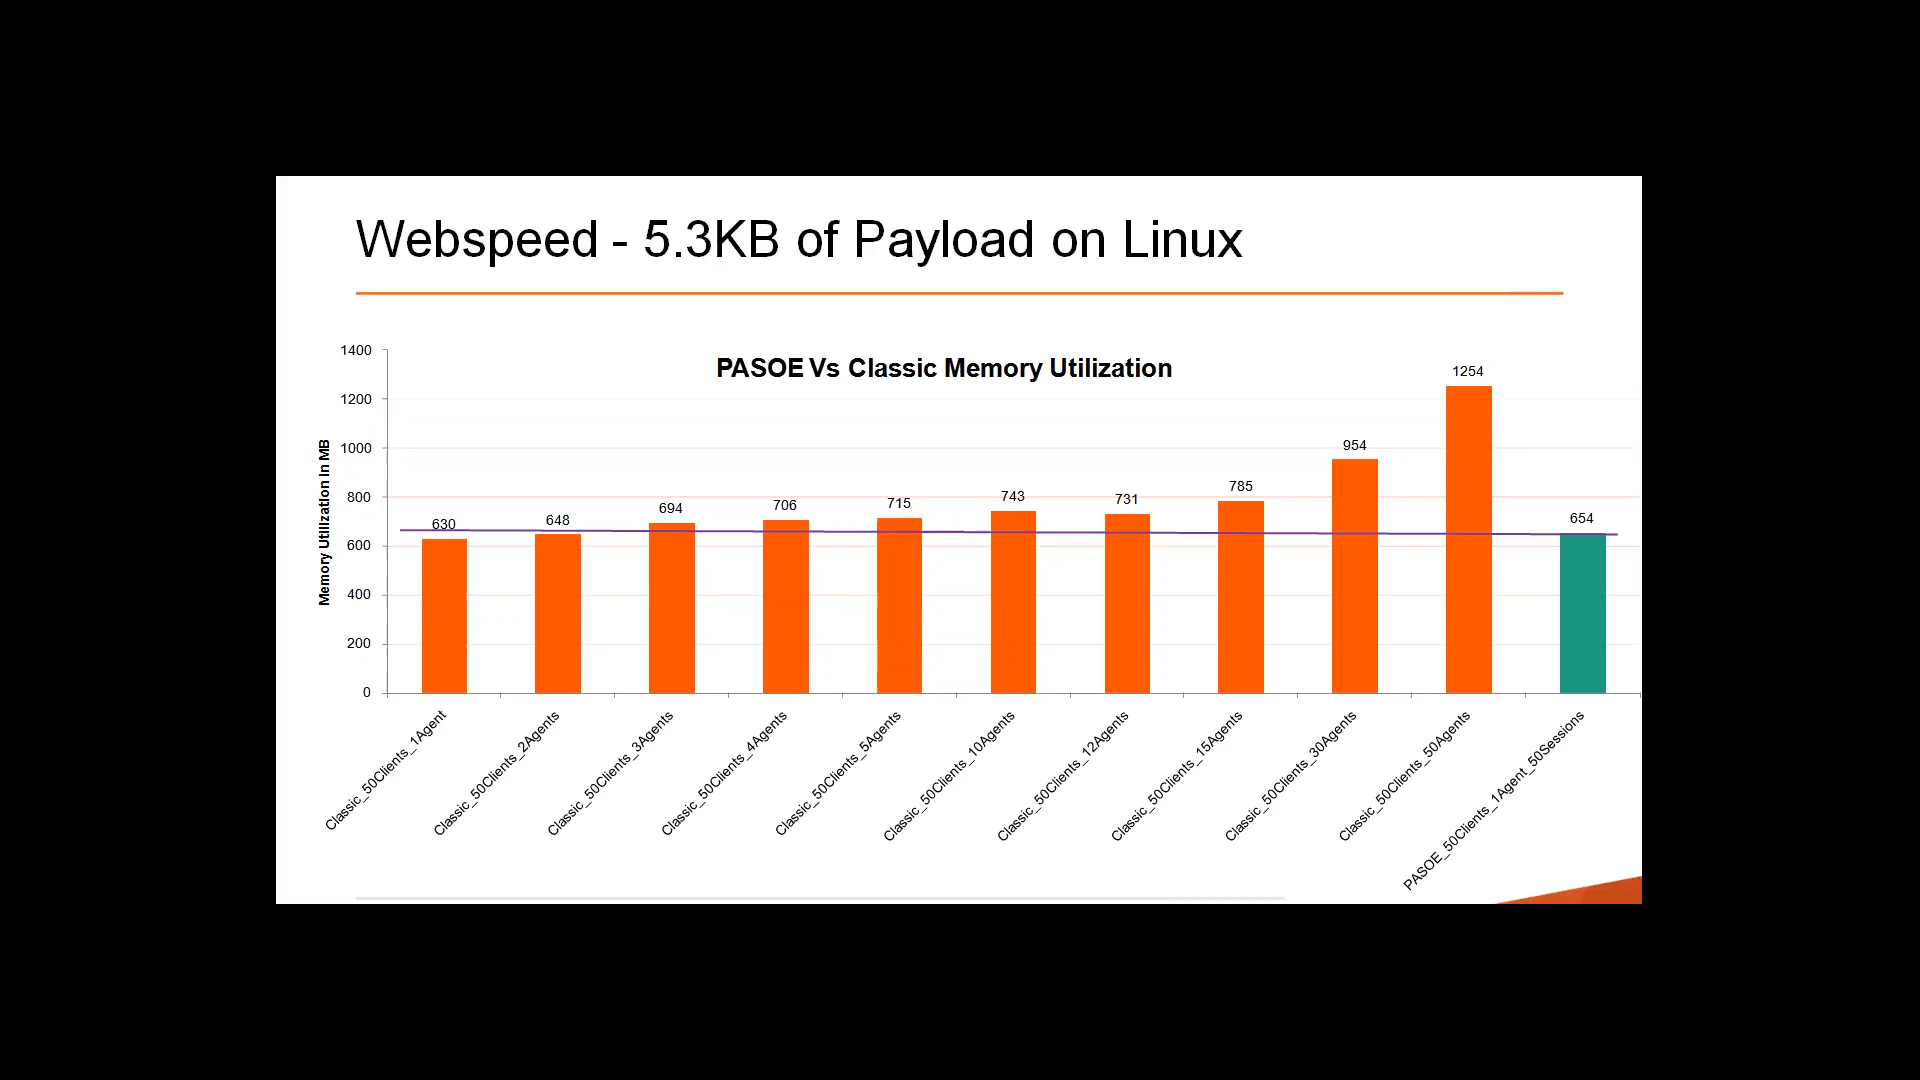 Webspeed - 5.3KB of Payload on Linux
PASOE Vs Classic Memory Utilization
Memory Utilization in MB
1400
1200
1000
800
600
400
200
0
630
648
694
706
715
743
731
785
954
1254
654
Classic_50Clients_1Agent
Classic_50Clients_2Agents
Classic_50Clients_3Agents
Classic_50Clients_4Agents
Classic_50Clients_5Agents
Classic_50Clients_10Agents
Classic_50Clients_12Agents
Classic_50Clients_15Agents
Classic_50Clients_30Agents
Classic_50Clients_50Agents
PASOE_50Clients_1Agent_50Sessions